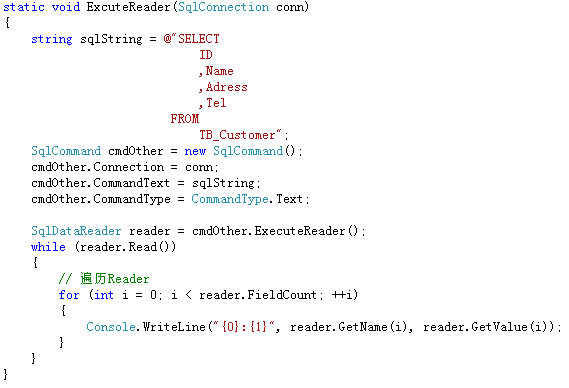 static void ExcuteReader(SqlConnection conn)
{
    string sqlString = @"SELECT
                            ID
                            ,Name
                            ,Adress
                            ,Tel
                        FROM
                            TB_Customer";
    SqlCommand cmdOther = new SqlCommand();
    cmdOther.Connection = conn;
    cmdOther.CommandText = sqlString;
    cmdOther.CommandType = CommandType.Text;

    SqlDataReader reader = cmdOther.ExecuteReader();
    while (reader.Read())
    {
        // 遍历Reader
        for (int i = 0; i < reader.FieldCount; ++i)
        {
            Console.WriteLine("{0}:{1}", reader.GetName(i), reader.GetValue(i));
        }
    }
}